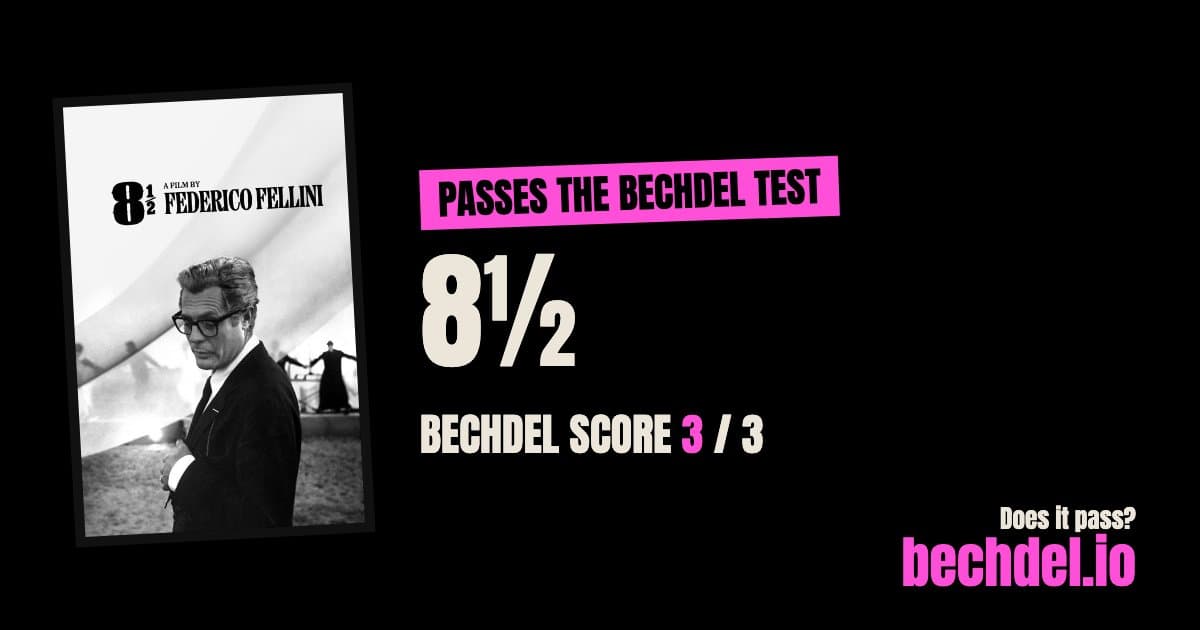 8½
A FILM BY
FEDERICO FELLINI
PASSES THE BECHDEL TEST
8½
BECHDEL SCORE 3 / 3
Does it pass?
bechdel.io